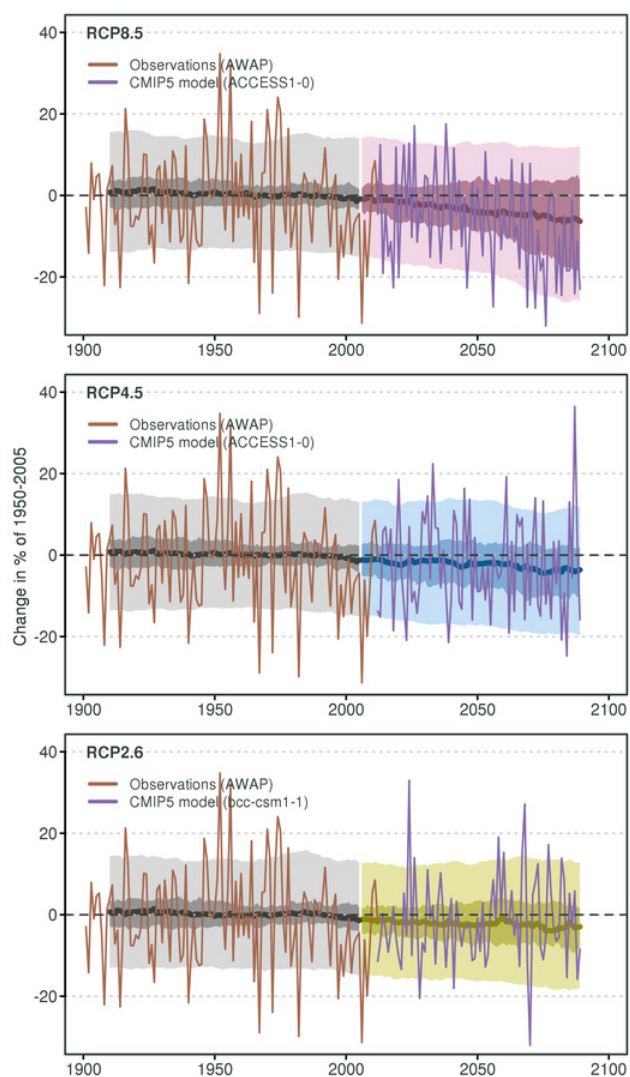 RCP8.5
Observations (AWAP)
CMIP5 model (ACCESS1-0)
40
20
0
-20
1900 1950 2000 2050 2100
RCP4.5
Observations (AWAP)
CMIP5 model (ACCESS1-0)
40
20
0
-20
1900 1950 2000 2050 2100
Change in % of 1950-2005
RCP2.6
Observations (AWAP)
CMIP5 model (bcc-csm1-1)
40
20
0
-20
1900 1950 2000 2050 2100